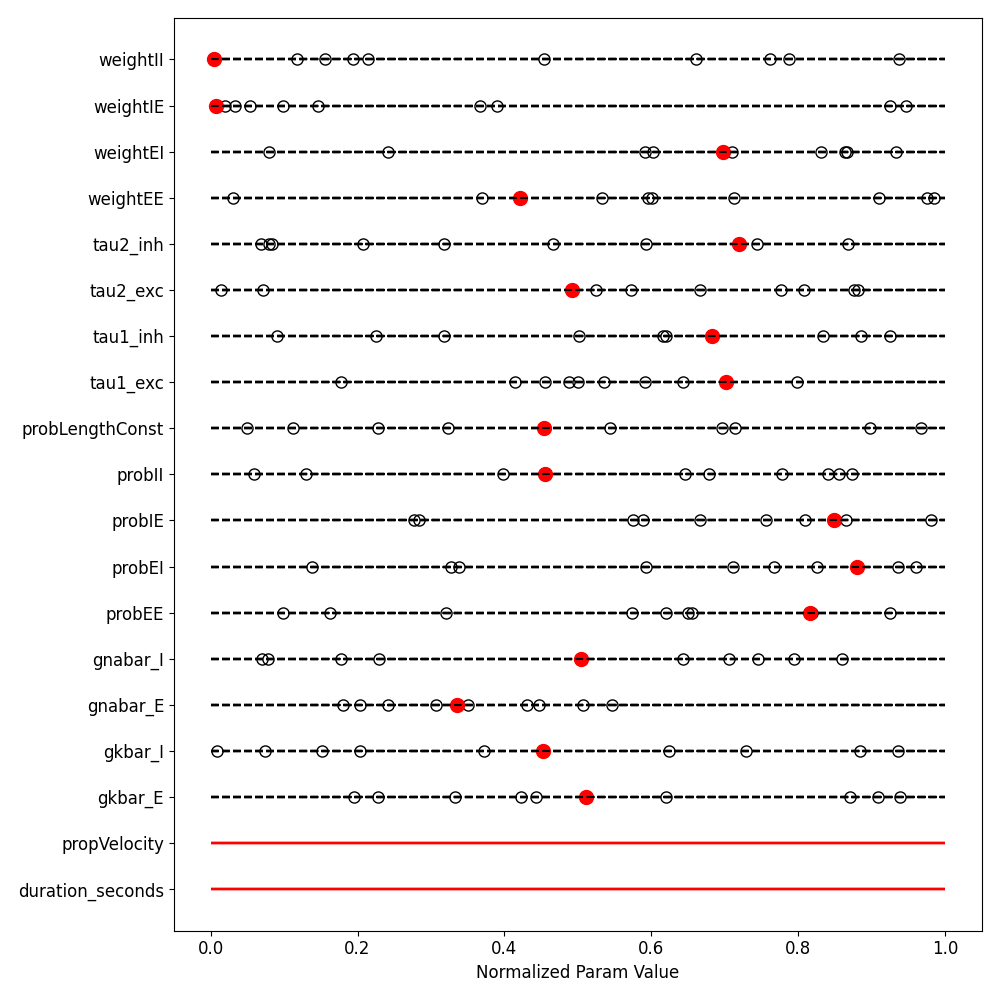 weightII
weightIE
weightEI
weightEE
tau2_inh
tau2_exc
tau1_inh
tau1_exc
probLengthConst
probII
probIE
probEI
probEE
gnabar_I
gnabar_E
gkbar_I
gkbar_E
propVelocity
duration_seconds
0.0 0.2 0.4 0.6 0.8 1.0
Normalized Param Value